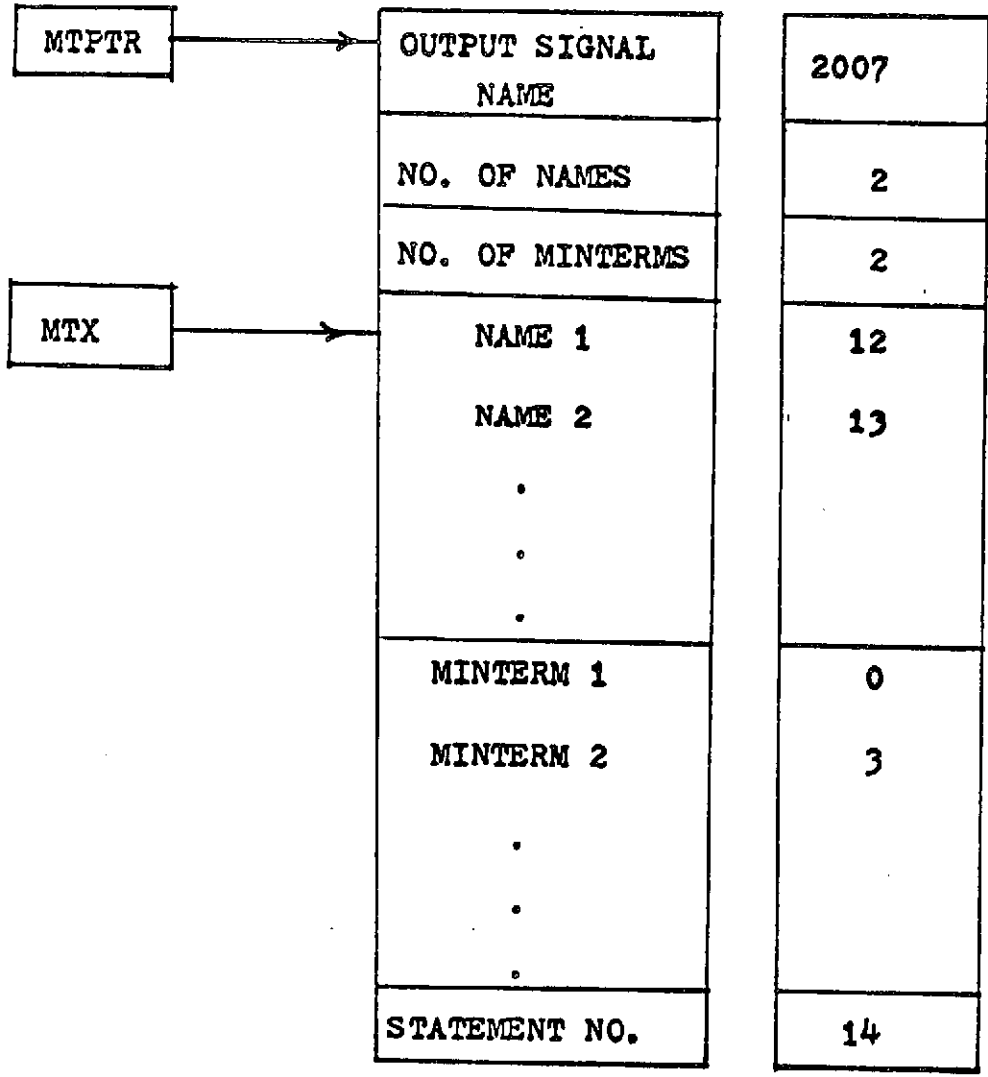 MTPTR
OUTPUT SIGNAL
NAME
2007
NO. OF NAMES
2
NO. OF MINTERMS
2
MTX
NAME 1
12
NAME 2
13
.
.
.
MINTERM 1
0
MINTERM 2
3
.
.
.
STATEMENT NO.
14